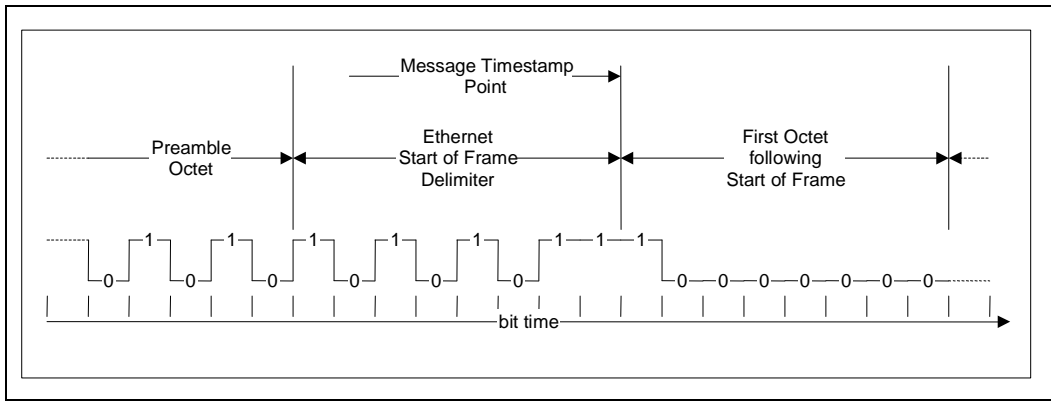 Message Timestamp
Point
Preamble
Octet
Ethernet
Start of Frame
Delimiter
First Octet
following
Start of Frame
0 1 0 1 0 1 0 1 0 1 0 1 1 1 0 0 0 0 0 0 0
bit time